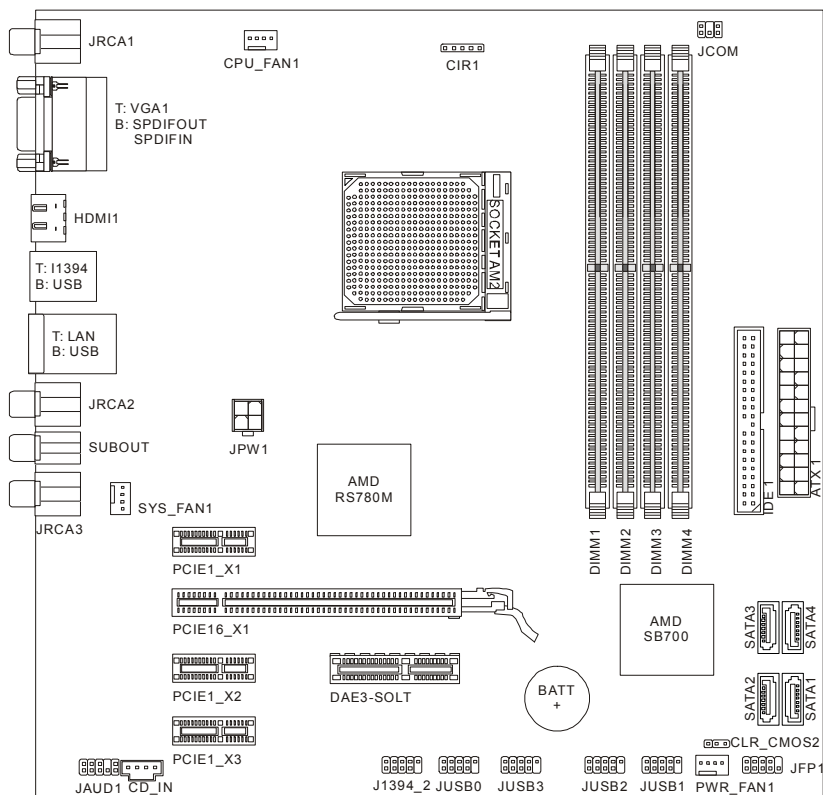 JRCA1
CPU_FAN1
CIR1
JCOM
T: VGA1
B: SPDIFOUT
SPDIFIN
HDMI1
SOCKET AM2
T: I1394
B: USB
T: LAN
B: USB
JRCA2
SUBOUT
JPW1
AMD
RS780M
IDE 1
ATX 1
JRCA3
SYS_FAN1
DIMM1
DIMM2
DIMM3
DIMM4
PCIE1_X1
PCIE16_X1
AMD
SB700
SATA3
SATA4
PCIE1_X2
DAE3-SOLT
BATT
+
SATA2
SATA1
PCIE1_X3
CLR_CMOS2
JAUD1
CD_IN
J1394_2
JUSB0
JUSB3
JUSB2
JUSB1
PWR_FAN1
JFP1